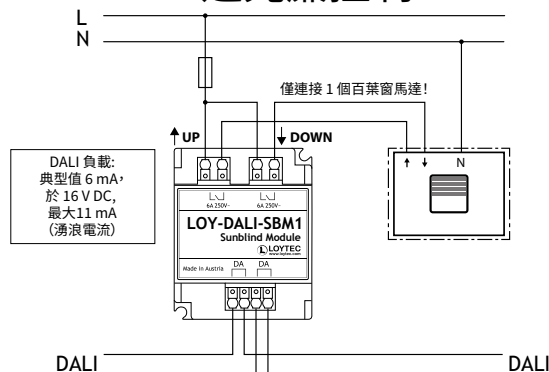 L
N
僅連接 1 個百葉窗馬達!
UP
DOWN
N
DALI 負載:
典型值 6 mA,
於 16 V DC,
最大11 mA
(湧浪電流)
6A 250V~
6A 250V~
LOY-DALI-SBM1
Sunblind Module
LOYTEC
www.loytec.com
Made in Austria
DA
DA
DALI
DALI